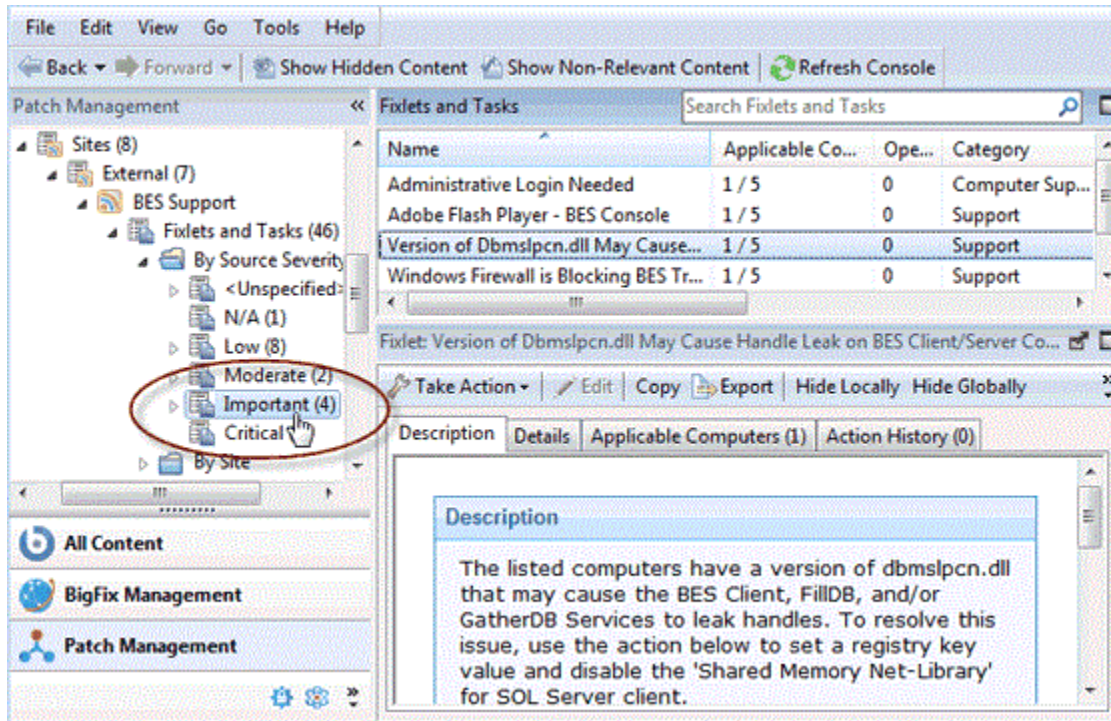 File Edit View Go Tools Help
Back Forward Show Hidden Content Show Non-Relevant Content Refresh Console
Patch Management «
Sites (8)
External (7)
BES Support
Fixlets and Tasks (46)
By Source Severity
<Unspecified>
N/A (1)
Low (8)
Moderate (2)
Important (4)
Critical
By Site
All Content
BigFix Management
Patch Management
Fixlets and Tasks Search Fixlets and Tasks
Name Applicable Co... Ope... Category
Administrative Login Needed 1 / 5 0 Computer Sup...
Adobe Flash Player - BES Console 1 / 5 0 Support
Version of Dbmslpcn.dll May Cause... 1 / 5 0 Support
Windows Firewall is Blocking BES Tr... 1 / 5 0 Support
Fixlet: Version of Dbmslpcn.dll May Cause Handle Leak on BES Client/Server Co...
Take Action Edit Copy Export Hide Locally Hide Globally
Description Details Applicable Computers (1) Action History (0)
Description
The listed computers have a version of dbmslpcn.dll
that may cause the BES Client, FillDB, and/or
GatherDB Services to leak handles. To resolve this
issue, use the action below to set a registry key
value and disable the 'Shared Memory Net-Library'
for SQL Server client.